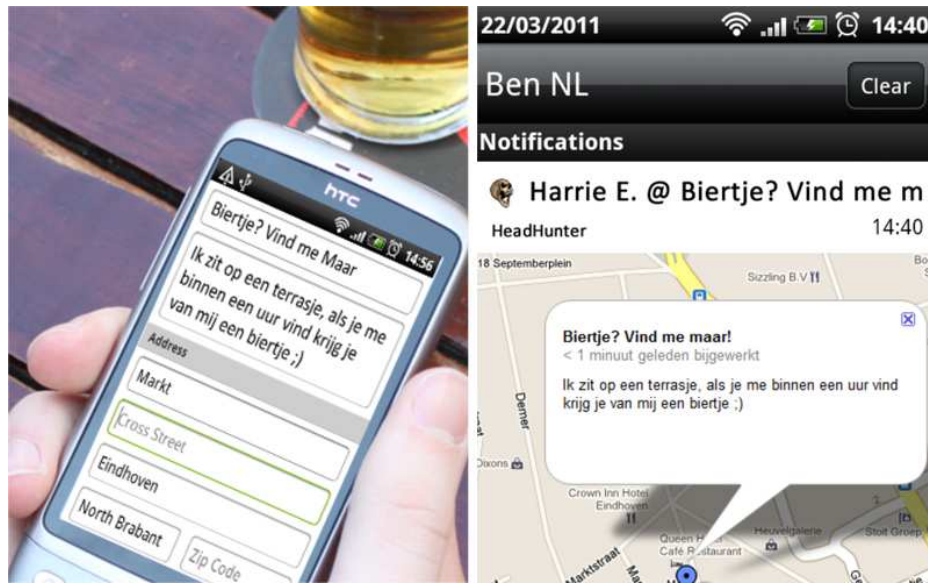 hTC
14:56
Biertje? Vind me Maar
Ik zit op een terrasje, als je me
binnen een uur vind krijg je
van mij een biertje ;)
Address
Markt
Cross Street
Eindhoven
North Brabant
Zip Code
22/03/2011
14:40
Ben NL
Clear
Notifications
Harrie E. @ Biertje? Vind me m
HeadHunter
14:40
18 Septemberplein
Sizzling B.V
Biertje? Vind me maar!
< 1 minuut geleden bijgewerkt
Ik zit op een terrasje, als je me binnen een uur vind
krijg je van mij een biertje ;)
Demer
Dixons
Crown Inn Hotel
Eindhoven
Heuvelgalerie
Stoit Groep
Café Restaurant
Marktstraat